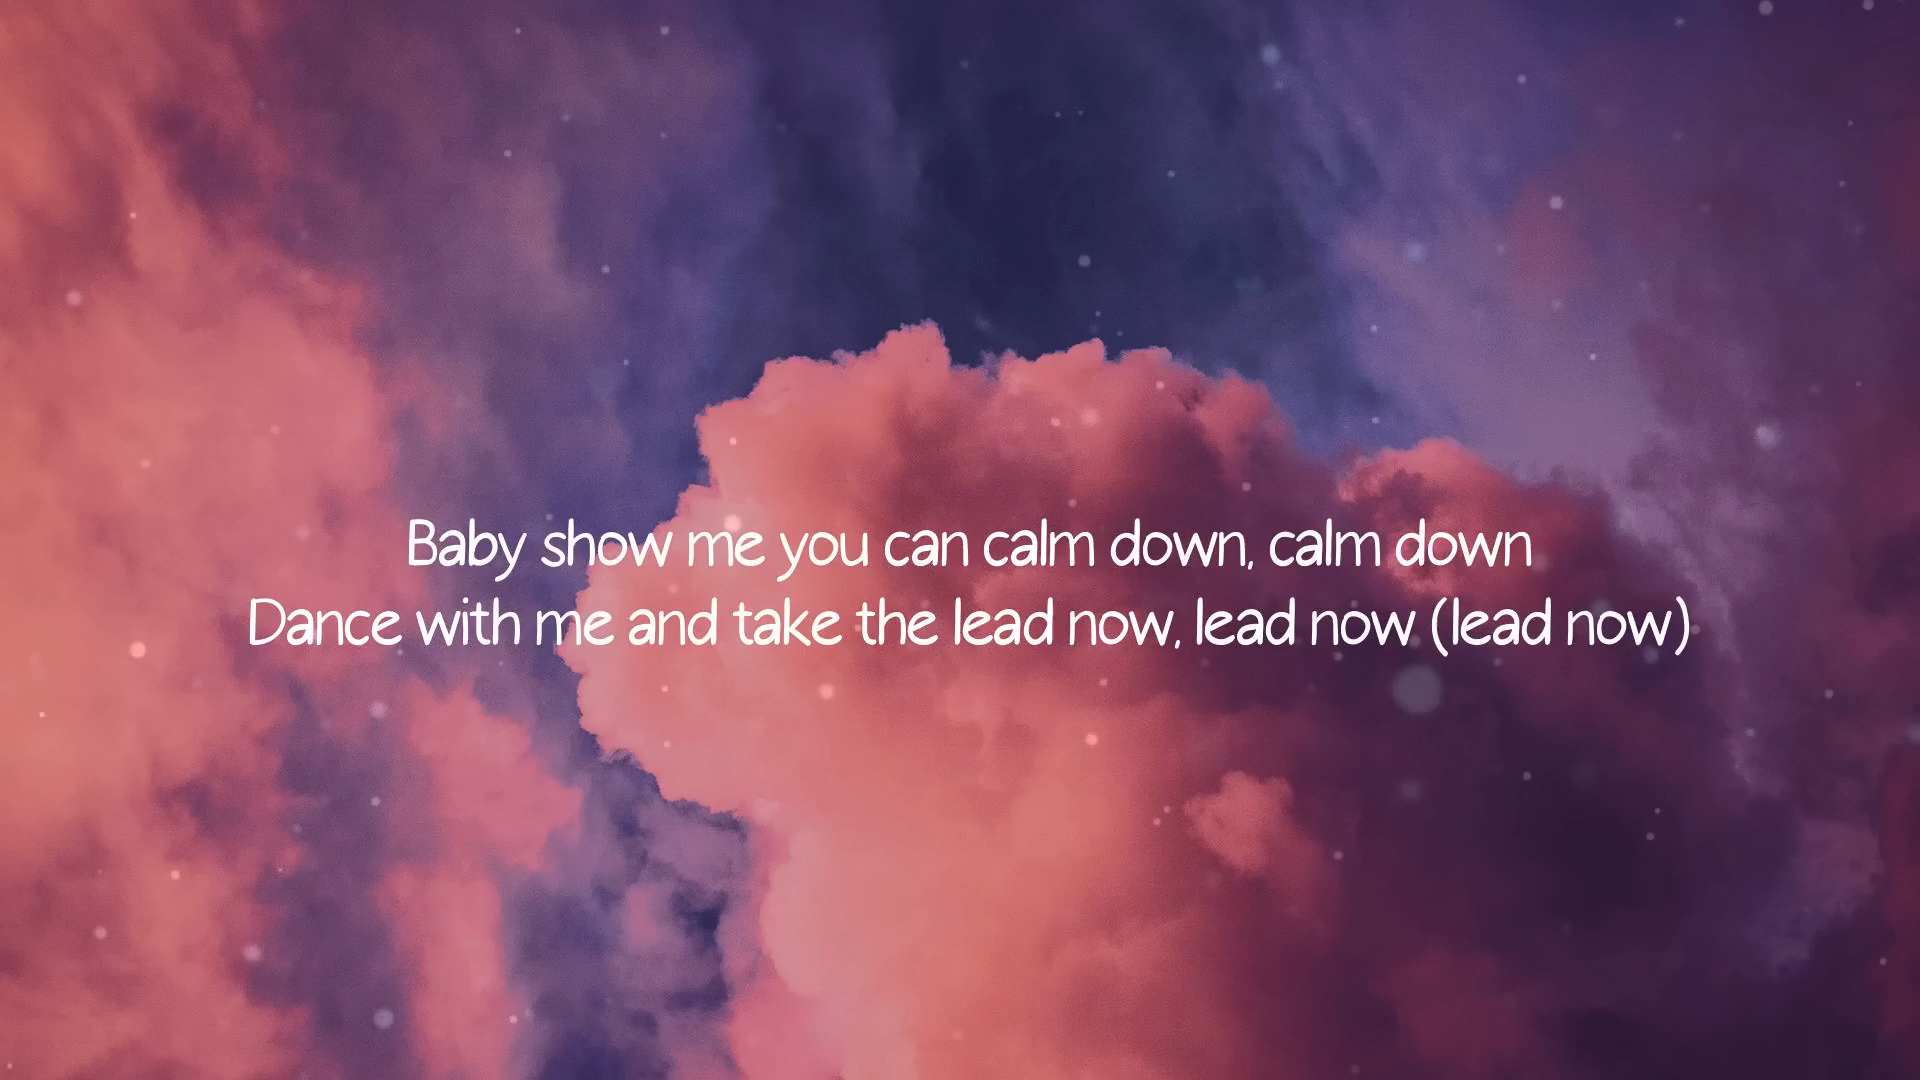 Baby show me you can calm down, calm down
Dance with me and take the lead now, lead now (lead now)